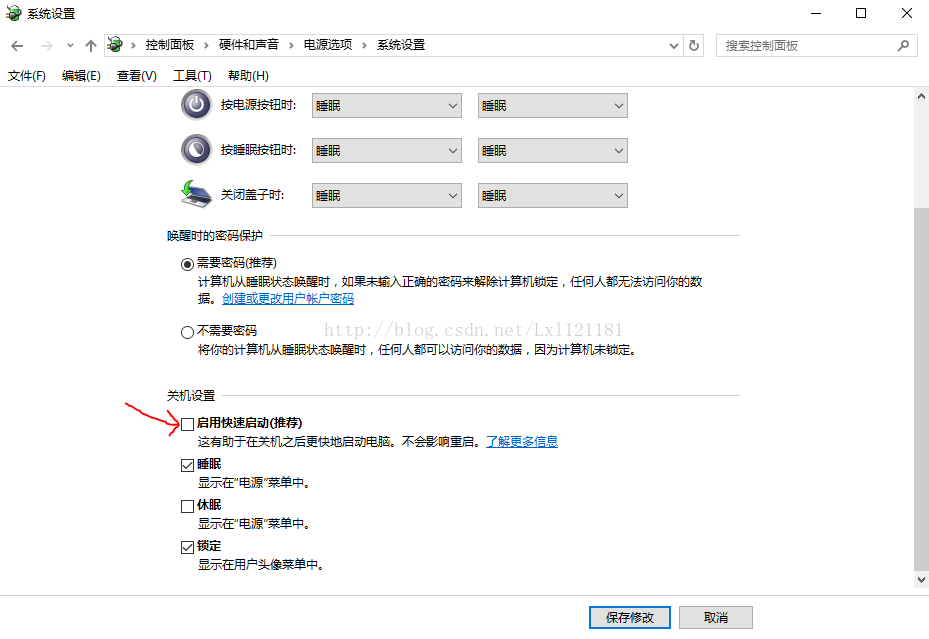 系统设置
控制面板 › 硬件和声音 › 电源选项 › 系统设置
搜索控制面板
文件(F) 编辑(E) 查看(V) 工具(T) 帮助(H)
按电源按钮时: 睡眠 睡眠
按睡眠按钮时: 睡眠 睡眠
关闭盖子时: 睡眠 睡眠
唤醒时的密码保护
需要密码(推荐)
计算机从睡眠状态唤醒时，如果未输入正确的密码来解除计算机锁定，任何人都无法访问你的数
据。创建或更改用户帐户密码
http://blog.csdn.net/Lxl121181
不需要密码
将你的计算机从睡眠状态唤醒时，任何人都可以访问你的数据，因为计算机未锁定。
关机设置
启用快速启动(推荐)
这有助于在关机之后更快地启动电脑。不会影响重启。了解更多信息
睡眠
显示在“电源”菜单中。
休眠
显示在“电源”菜单中。
锁定
显示在用户头像菜单中。
保存修改 取消